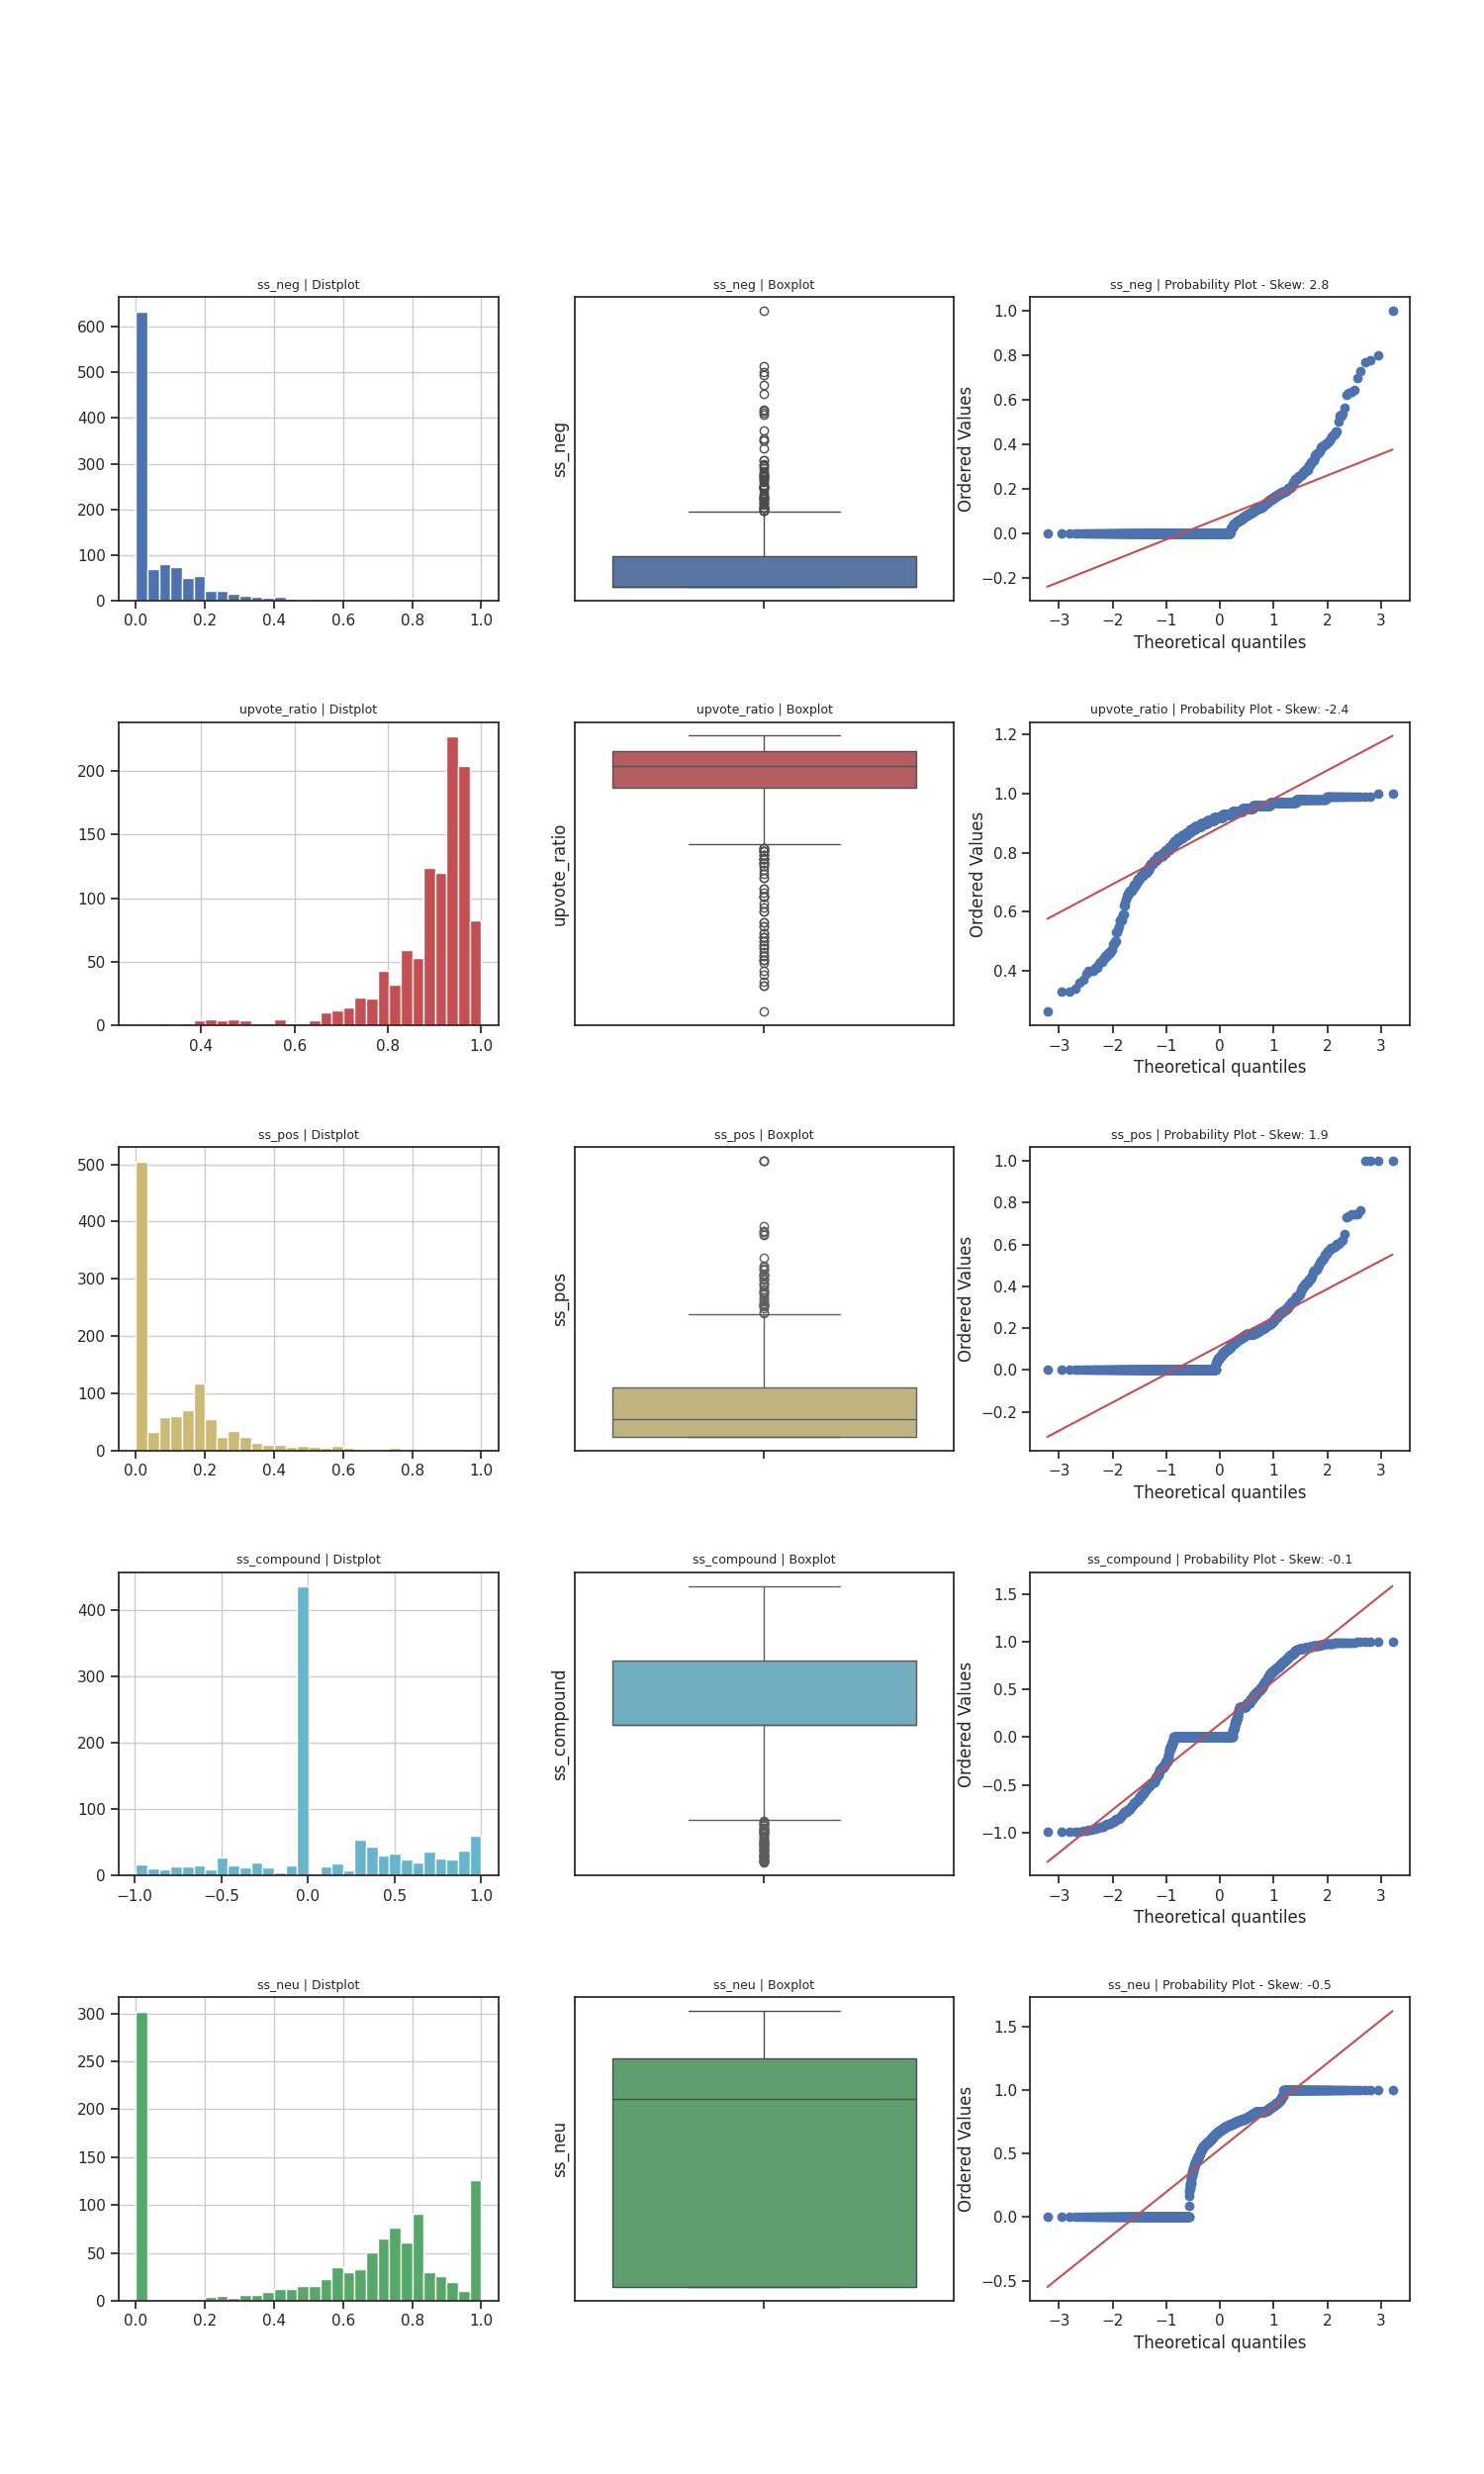 ss_neg | Distplot
ss_neg | Boxplot
ss_neg | Probability Plot - Skew: 2.8
600
500
400
300
200
100
0
0.0 0.2 0.4 0.6 0.8 1.0
ss_neg
Ordered Values
1.0
0.8
0.6
0.4
0.2
0.0
−0.2
−3 −2 −1 0 1 2 3
Theoretical quantiles
upvote_ratio | Distplot
upvote_ratio | Boxplot
upvote_ratio | Probability Plot - Skew: -2.4
200
150
100
50
0
0.4 0.6 0.8 1.0
upvote_ratio
Ordered Values
1.2
1.0
0.8
0.6
0.4
−3 −2 −1 0 1 2 3
Theoretical quantiles
ss_pos | Distplot
ss_pos | Boxplot
ss_pos | Probability Plot - Skew: 1.9
500
400
300
200
100
0
0.0 0.2 0.4 0.6 0.8 1.0
ss_pos
Ordered Values
1.0
0.8
0.6
0.4
0.2
0.0
−0.2
−3 −2 −1 0 1 2 3
Theoretical quantiles
ss_compound | Distplot
ss_compound | Boxplot
ss_compound | Probability Plot - Skew: -0.1
400
300
200
100
0
−1.0 −0.5 0.0 0.5 1.0
ss_compound
Ordered Values
1.5
1.0
0.5
0.0
−0.5
−1.0
−3 −2 −1 0 1 2 3
Theoretical quantiles
ss_neu | Distplot
ss_neu | Boxplot
ss_neu | Probability Plot - Skew: -0.5
300
250
200
150
100
50
0
0.0 0.2 0.4 0.6 0.8 1.0
ss_neu
Ordered Values
1.5
1.0
0.5
0.0
−0.5
−3 −2 −1 0 1 2 3
Theoretical quantiles